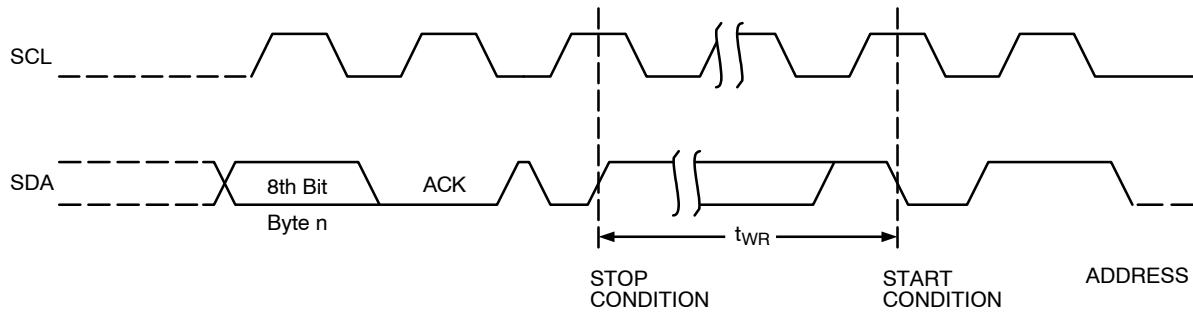 SCL
SDA
8th Bit
ACK
Byte n
tWR
STOP
CONDITION
START
CONDITION
ADDRESS